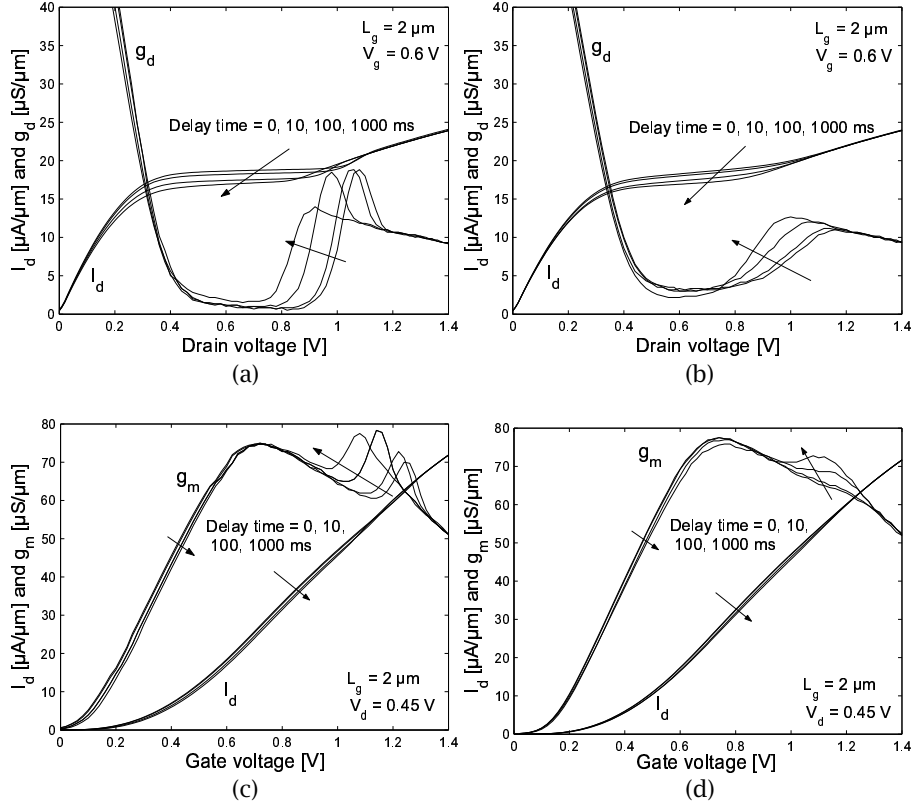 40
35
30
25
20
15
10
5
0
I_d [µA/µm] and g_d [µS/µm]
g_d
L_g = 2 µm
V_g = 0.6 V
Delay time = 0, 10, 100, 1000 ms
I_d
0 0.2 0.4 0.6 0.8 1 1.2 1.4
Drain voltage [V]
(a)
40
35
30
25
20
15
10
5
0
I_d [µA/µm] and g_d [µS/µm]
g_d
L_g = 2 µm
V_g = 0.6 V
Delay time = 0, 10, 100, 1000 ms
I_d
0 0.2 0.4 0.6 0.8 1.0 1.2 1.4
Drain voltage [V]
(b)
80
70
60
50
40
30
20
10
0
I_d [µA/µm] and g_m [µS/µm]
g_m
Delay time = 0, 10,
100, 1000 ms
I_d
L_g = 2 µm
V_d = 0.45 V
0 0.2 0.4 0.6 0.8 1.0 1.2 1.4
Gate voltage [V]
(c)
80
70
60
50
40
30
20
10
0
I_d [µA/µm] and g_m [µS/µm]
g_m
Delay time = 0, 10,
100, 1000 ms
I_d
L_g = 2 µm
V_d = 0.45 V
0 0.2 0.4 0.6 0.8 1 1.2 1.4
Gate voltage [V]
(d)